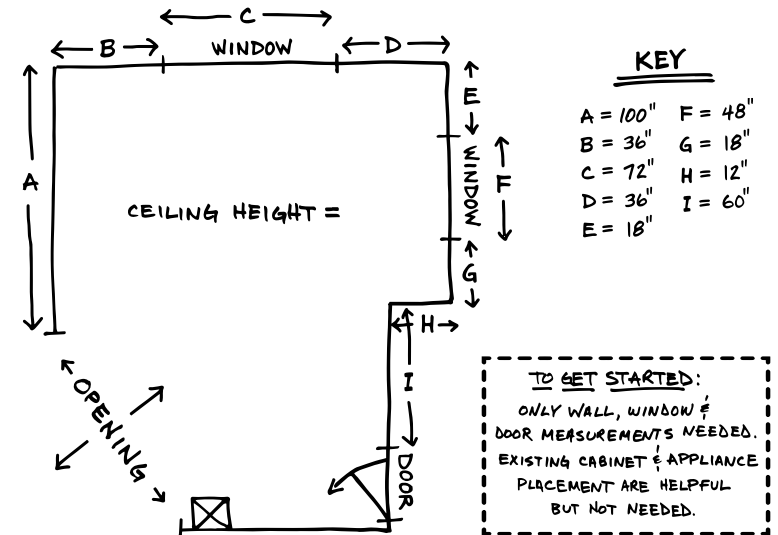 C
B
WINDOW
D
E
A
WINDOW
F
CEILING HEIGHT =
G
H
I
OPENING
DOOR
KEY
A = 100"
B = 36"
C = 72"
D = 36"
E = 18"
F = 48"
G = 18"
H = 12"
I = 60"
TO GET STARTED:
ONLY WALL, WINDOW &
DOOR MEASUREMENTS NEEDED.
EXISTING CABINET & APPLIANCE
PLACEMENT ARE HELPFUL
BUT NOT NEEDED.